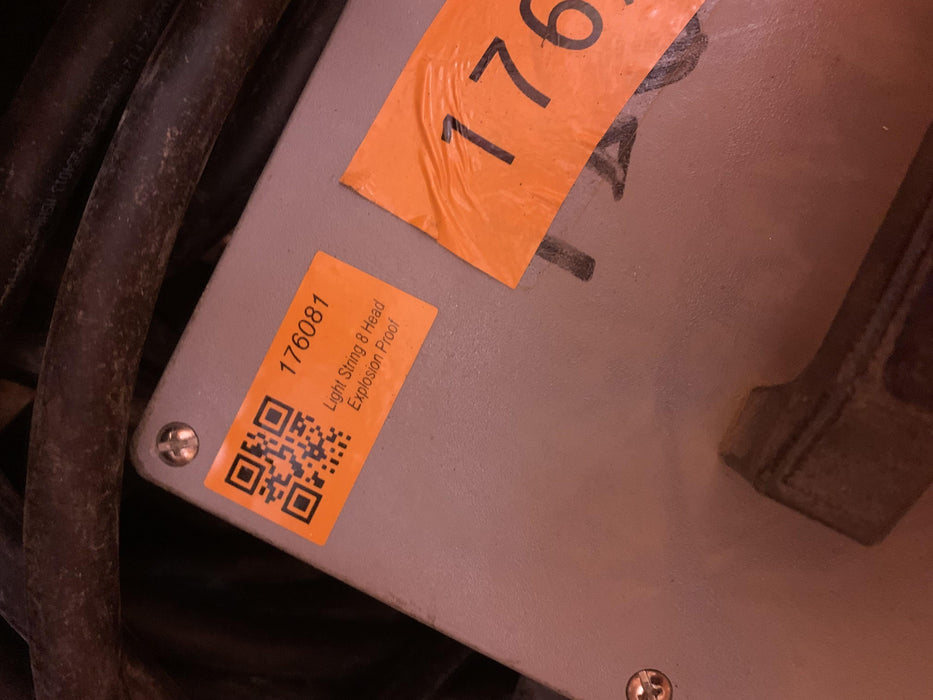 176
176081
Light String 8 Head
Explosion Proof